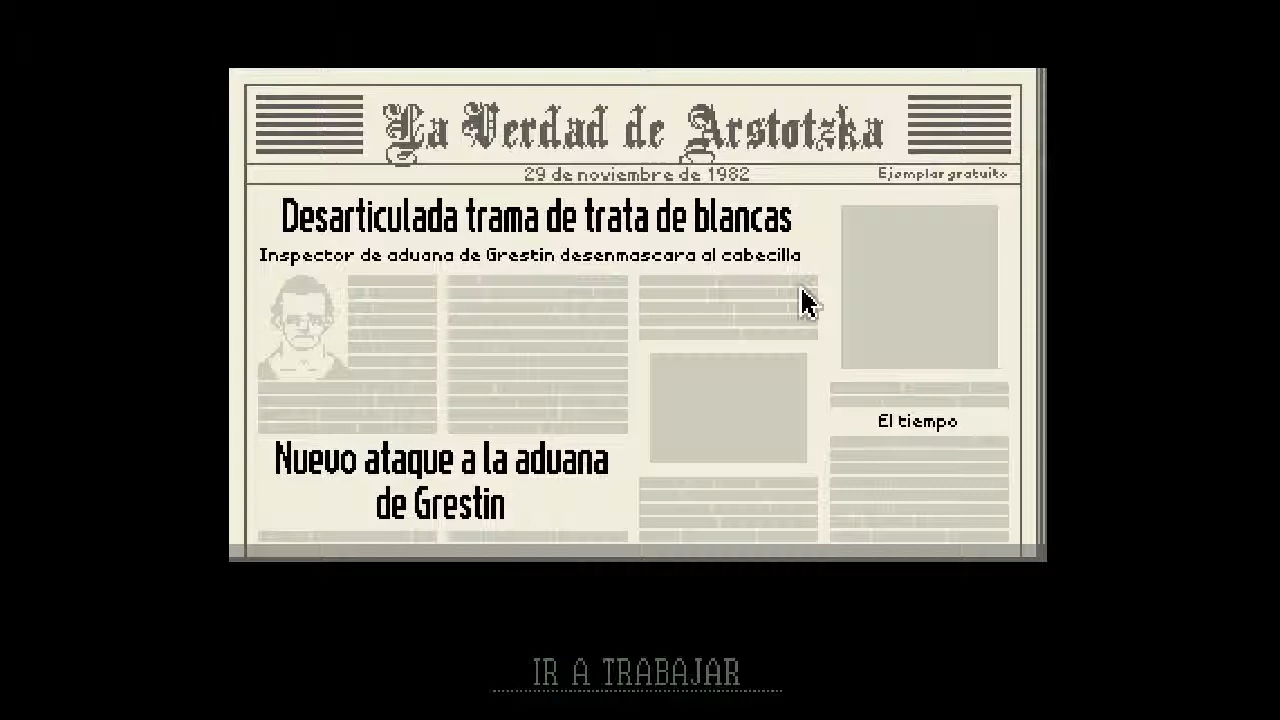 La Verdad de Arstotzka
29 de noviembre de 1982
Ejemplar gratuito
Desarticulada trama de trata de blancas
Inspector de aduana de Grestin desenmascara al cabecilla
El tiempo
Nuevo ataque a la aduana
de Grestin
IR A TRABAJAR